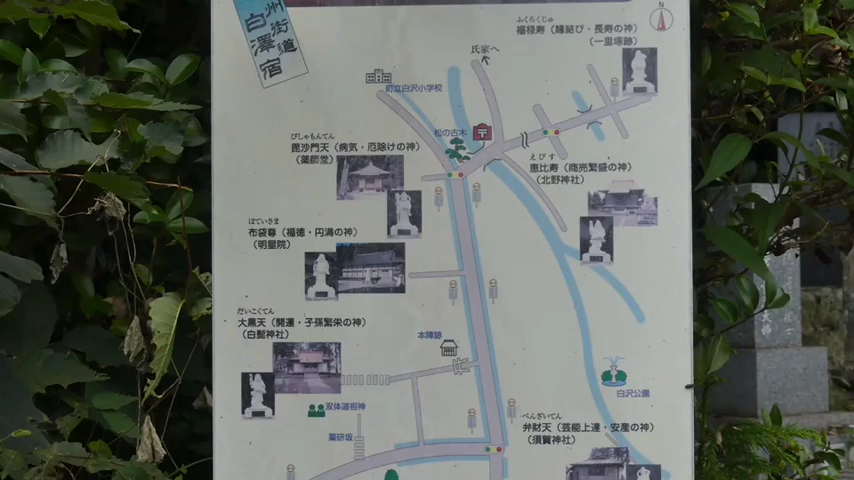 州街道
白澤宿
N
ふくろくじゅ
福禄寿（縁結び・長寿の神）
（一里塚跡）
氏家へ
町立白沢小学校
松の古木
びしゃもんてん
毘沙門天（病気・厄除けの神）
（薬師堂）
えびす
恵比寿（商売繁盛の神）
（北野神社）
ほていさま
布袋尊（福徳・円満の神）
（明星院）
だいこくてん
大黒天（開運・子孫繁栄の神）
（白髭神社）
本陣跡
白沢公園
双体道祖神
べんざいてん
弁財天（芸能上達・安産の神）
（須賀神社）
薬研坂